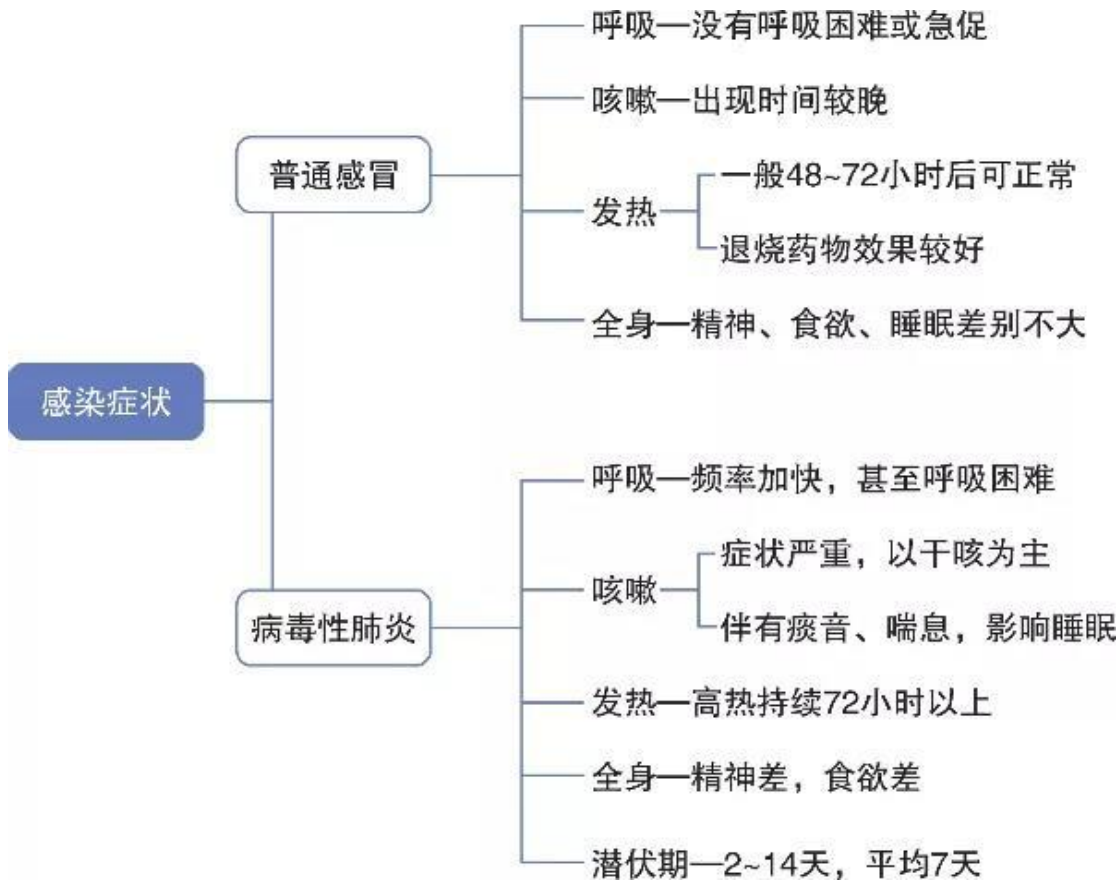 感染症状
普通感冒
呼吸—没有呼吸困难或急促
咳嗽—出现时间较晚
发热
一般48~72小时后可正常
退烧药物效果较好
全身—精神、食欲、睡眠差别不大
病毒性肺炎
呼吸—频率加快，甚至呼吸困难
咳嗽
症状严重，以干咳为主
伴有痰音、喘息，影响睡眠
发热—高热持续72小时以上
全身—精神差，食欲差
潜伏期—2~14天，平均7天